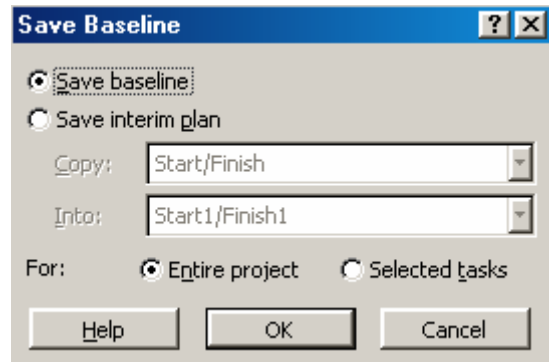 Save Baseline
Save baseline
Save interim plan
Copy: Start/Finish
Into: Start1/Finish1
For: Entire project Selected tasks
Help OK Cancel